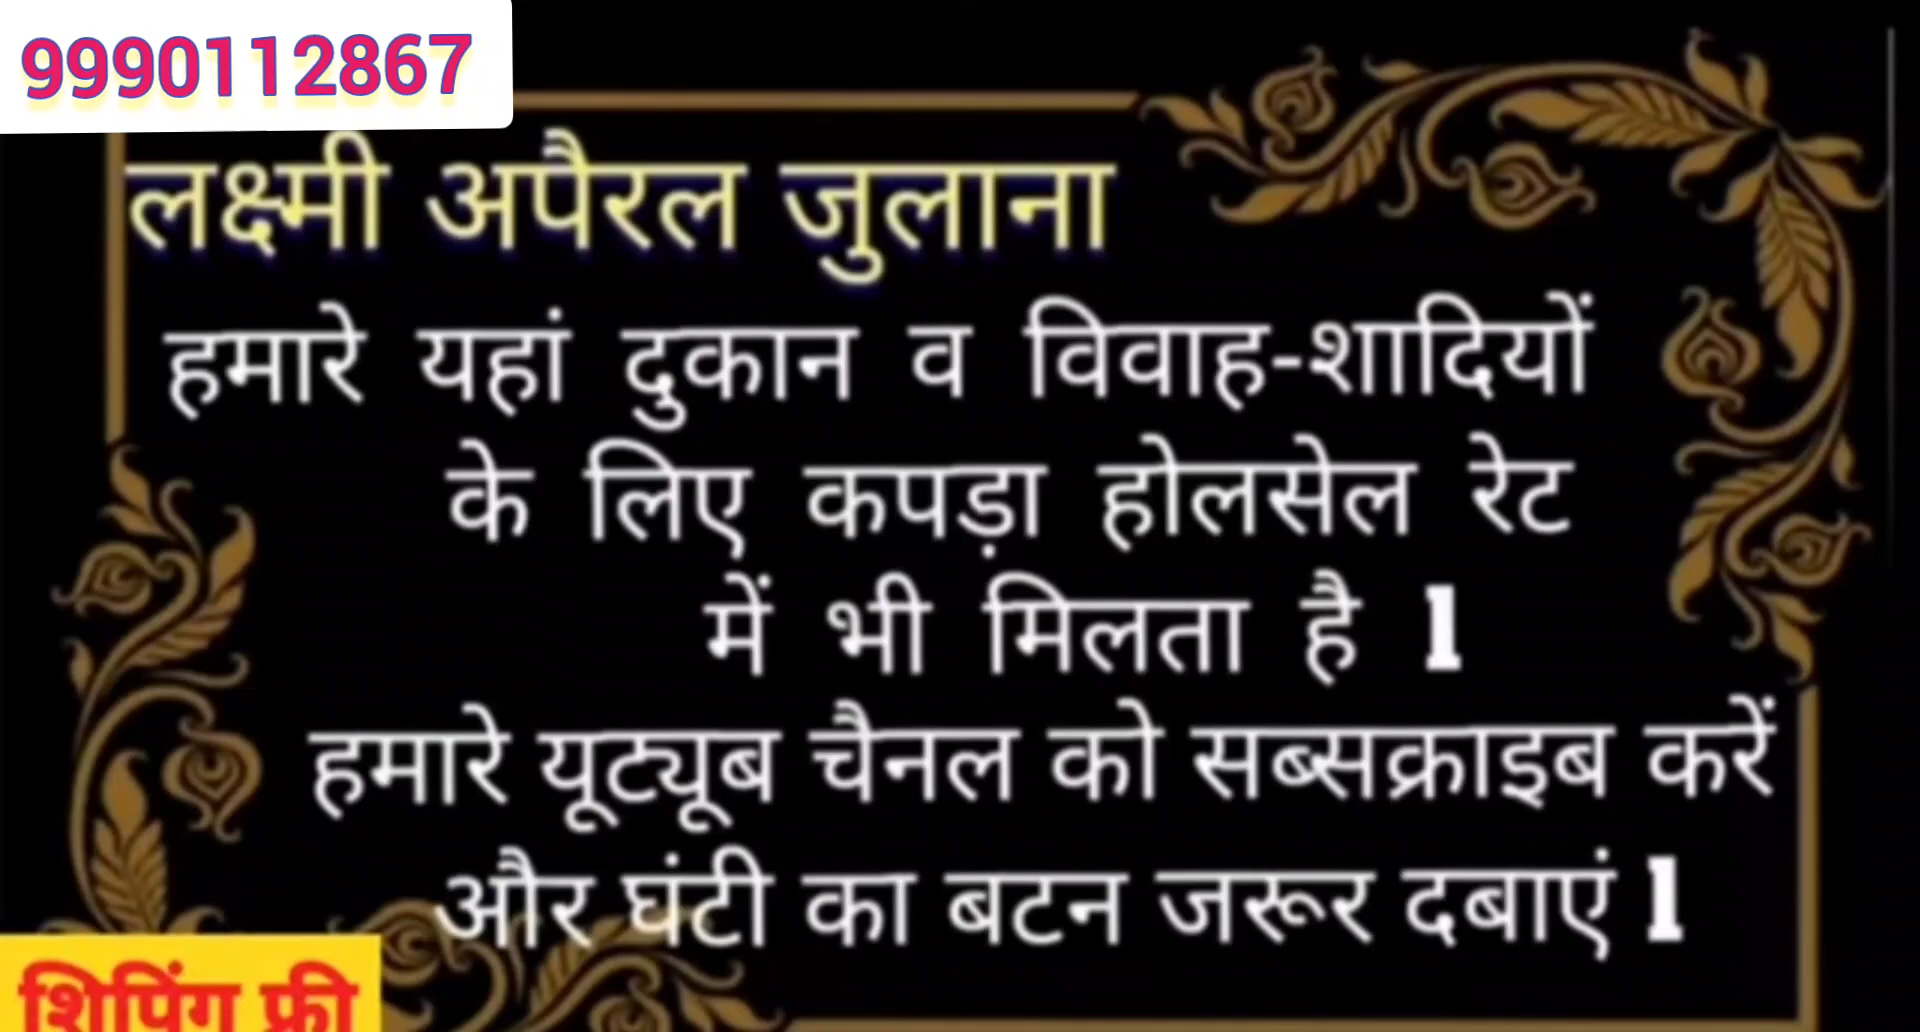 9990112867
लक्ष्मी अपैरल जुलाना
हमारे यहां दुकान व विवाह-शादियों
के लिए कपड़ा होलसेल रेट
में भी मिलता है l
हमारे यूट्यूब चैनल को सब्सक्राइब करें
और घंटी का बटन जरूर दबाएं l
शिपिंग फ्री